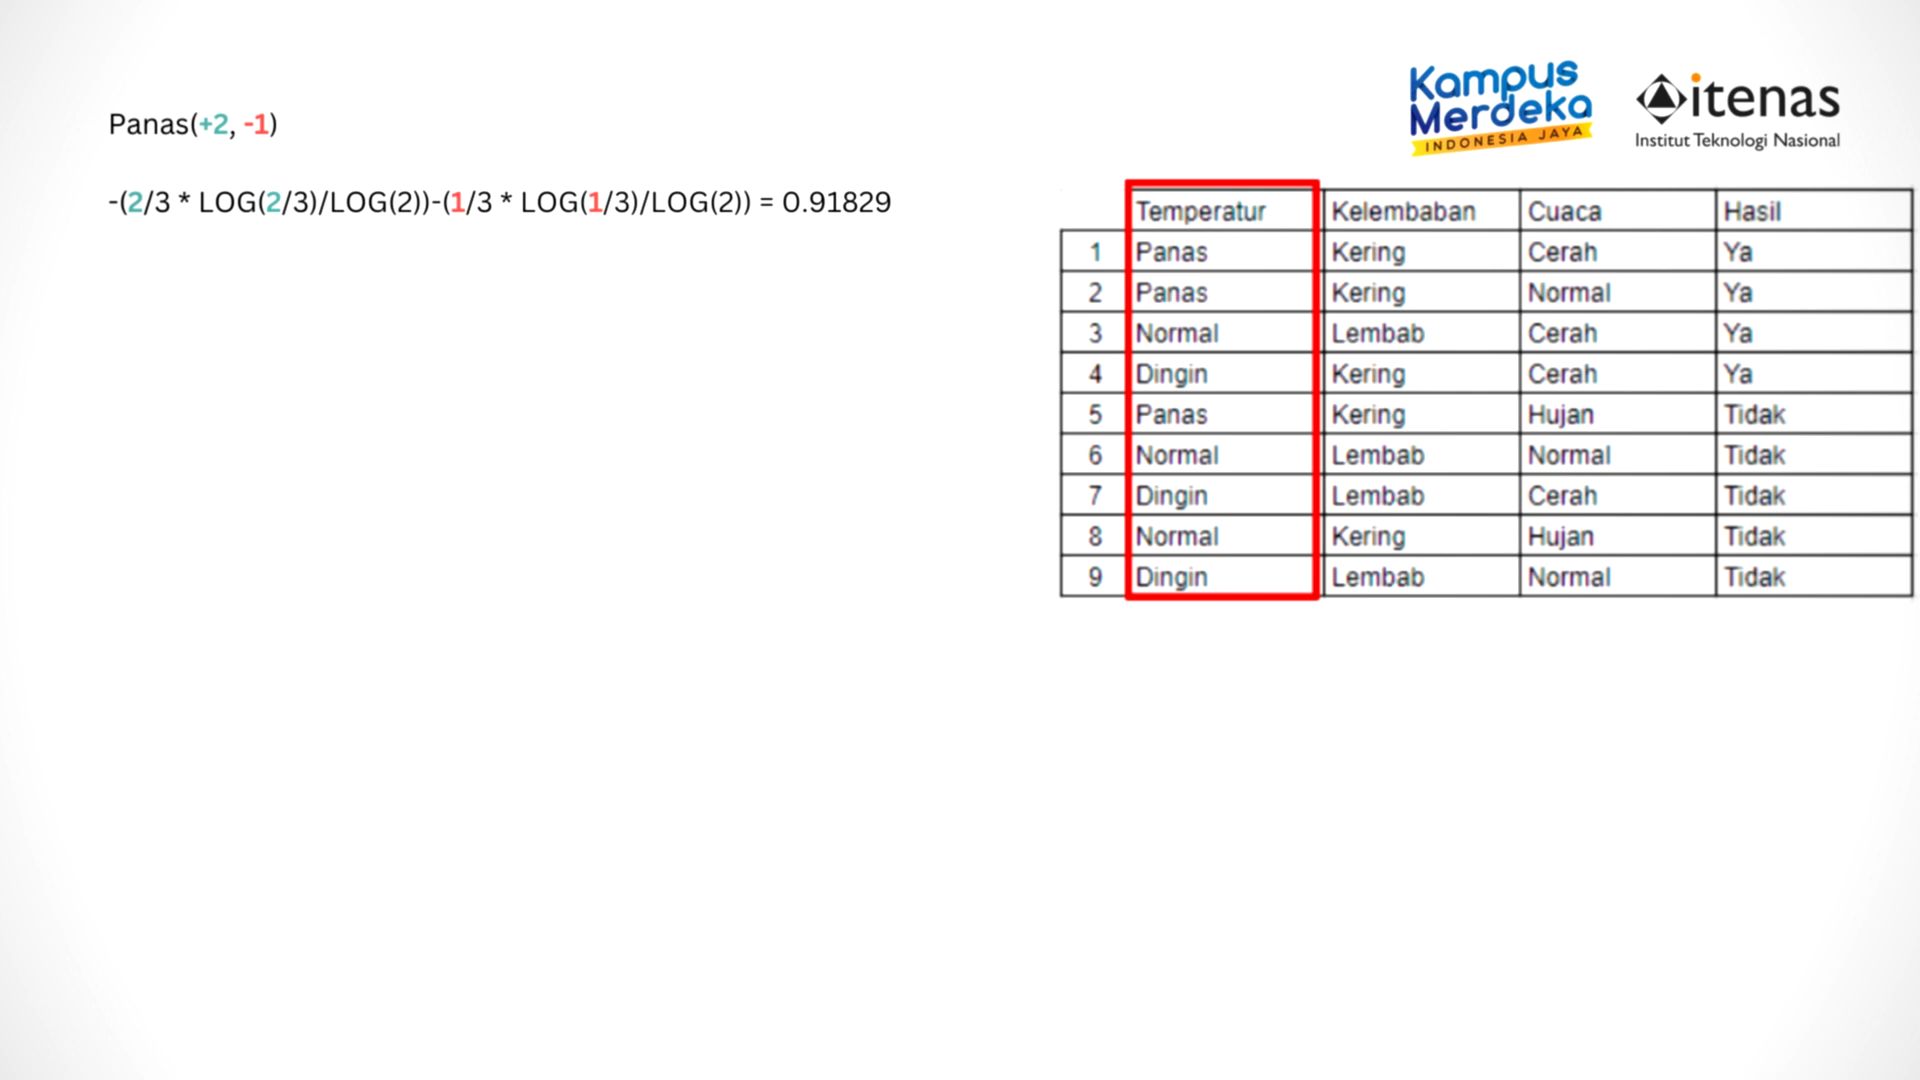 Kampus
Merdeka
INDONESIA JAYA
itenas
Institut Teknologi Nasional
Panas(+2, -1)
-(2/3 * LOG(2/3)/LOG(2))-(1/3 * LOG(1/3)/LOG(2)) = 0.91829
Temperatur Kelembaban Cuaca Hasil
1 Panas Kering Cerah Ya
2 Panas Kering Normal Ya
3 Normal Lembab Cerah Ya
4 Dingin Kering Cerah Ya
5 Panas Kering Hujan Tidak
6 Normal Lembab Normal Tidak
7 Dingin Lembab Cerah Tidak
8 Normal Kering Hujan Tidak
9 Dingin Lembab Normal Tidak